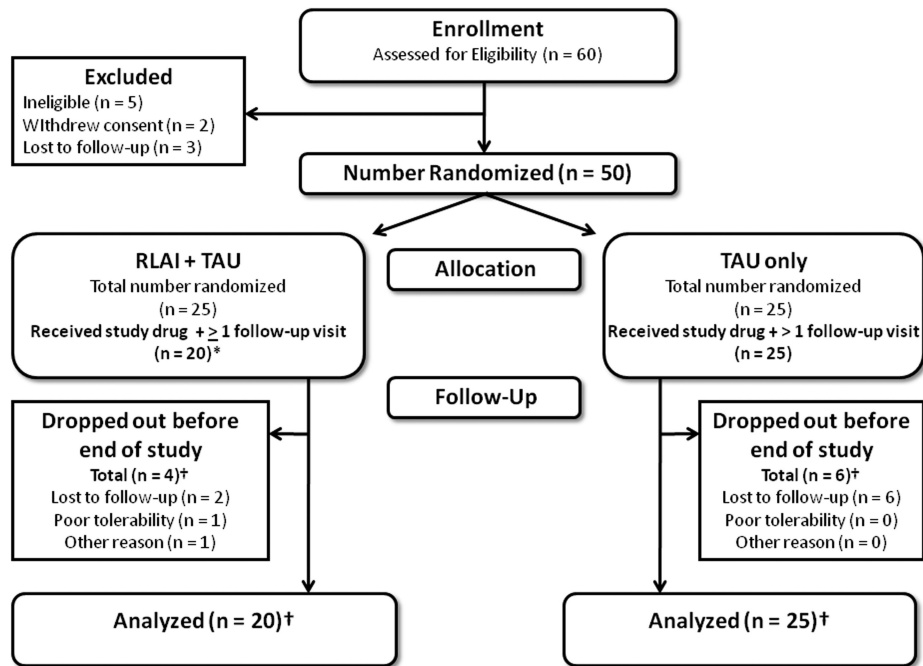 Enrollment
Assessed for Eligibility (n = 60)
Excluded
Ineligible (n = 5)
WIthdrew consent (n = 2)
Lost to follow-up (n = 3)
Number Randomized (n = 50)
RLAI + TAU
Total number randomized
(n = 25)
Received study drug + ≥ 1 follow-up visit
(n = 20)*
Allocation
TAU only
Total number randomized
(n = 25)
Received study drug + > 1 follow-up visit
(n = 25)
Follow-Up
Dropped out before
end of study
Total (n = 4)†
Lost to follow-up (n = 2)
Poor tolerability (n = 1)
Other reason (n = 1)
Dropped out before
end of study
Total (n = 6)†
Lost to follow-up (n = 6)
Poor tolerability (n = 0)
Other reason (n = 0)
Analyzed (n = 20)†
Analyzed (n = 25)†